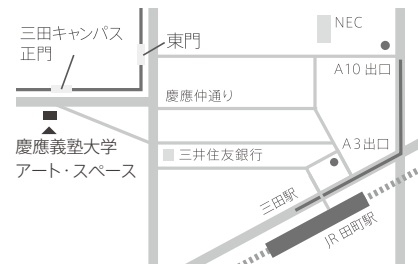 三田キャンパス
正門
東門
NEC
A10 出口
慶應仲通り
慶應義塾大学
アート・スペース
三井住友銀行
A3 出口
三田駅
JR 田町駅